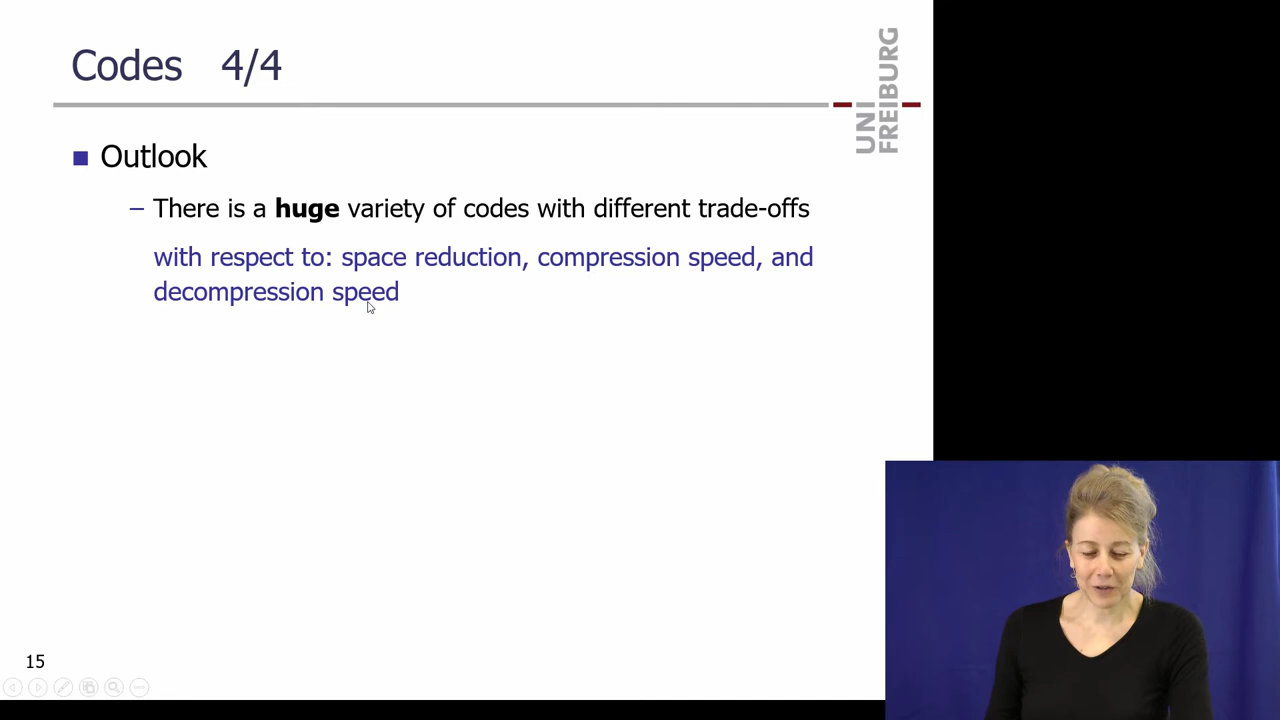 Codes 4/4
UNI
FREIBURG
■ Outlook
– There is a huge variety of codes with different trade-offs
with respect to: space reduction, compression speed, and
decompression speed
15